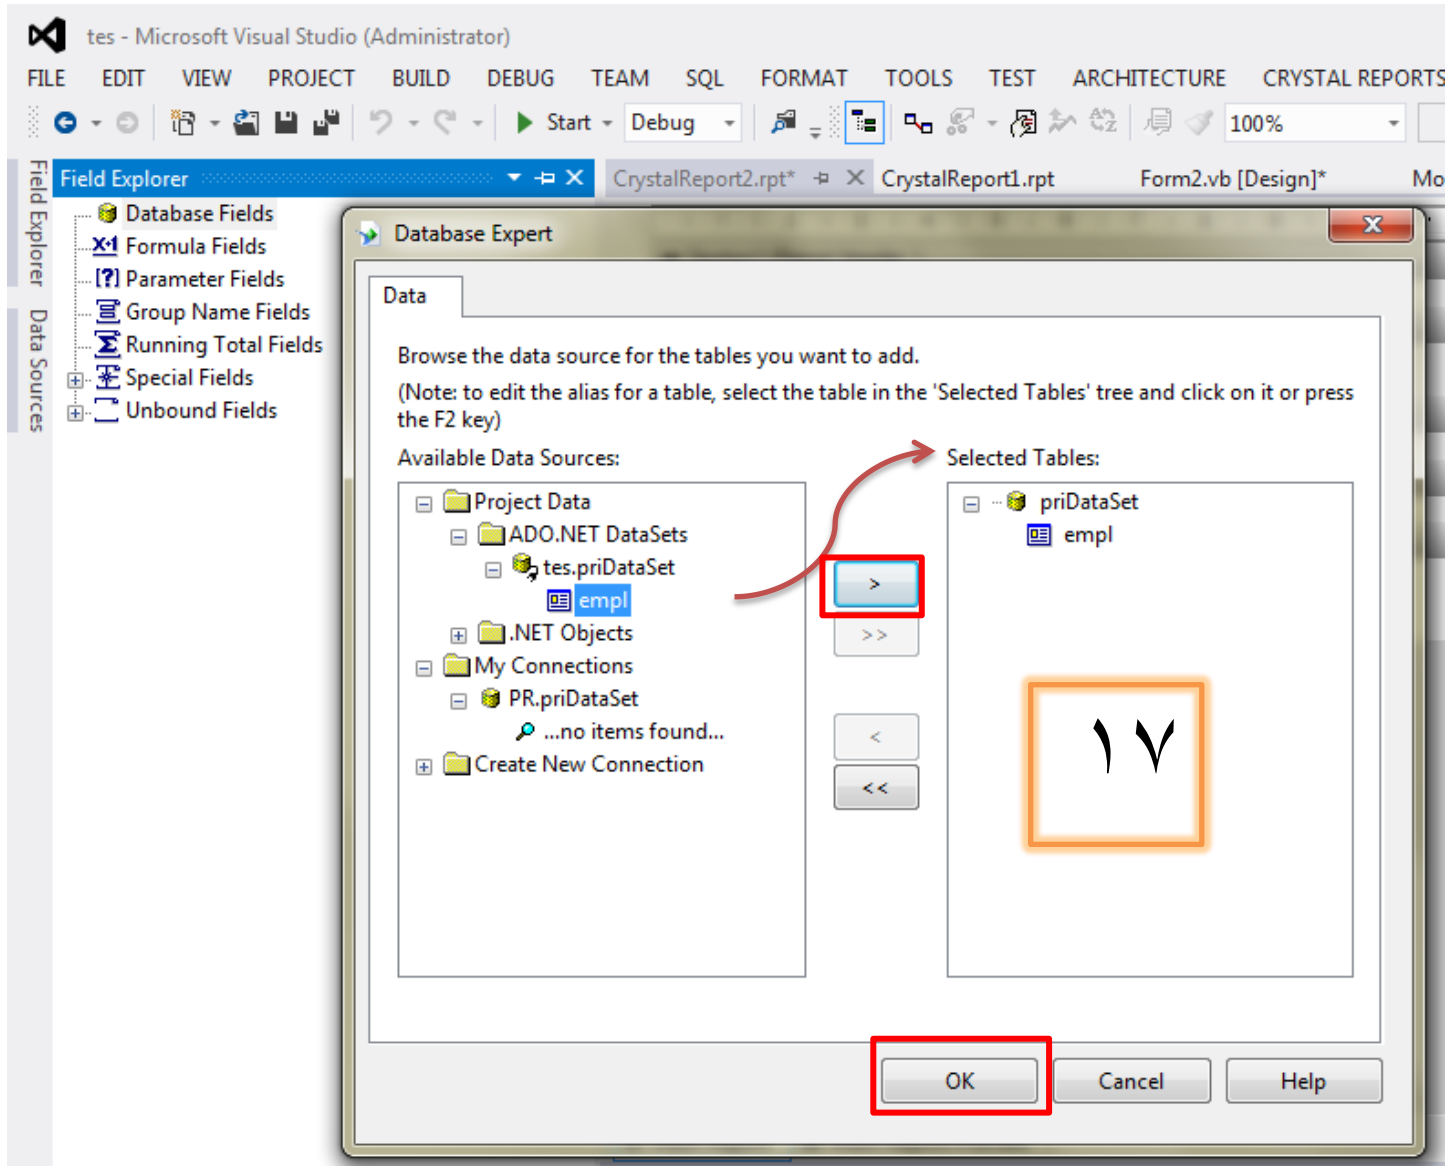 tes - Microsoft Visual Studio (Administrator)
FILE EDIT VIEW PROJECT BUILD DEBUG TEAM SQL FORMAT TOOLS TEST ARCHITECTURE CRYSTAL REPORTS
Start Debug 100%
Field Explorer
Data Sources
Field Explorer
CrystalReport2.rpt* CrystalReport1.rpt Form2.vb [Design]* Mo
Database Fields
Formula Fields
Parameter Fields
Group Name Fields
Running Total Fields
Special Fields
Unbound Fields
Database Expert
Data
Browse the data source for the tables you want to add.
(Note: to edit the alias for a table, select the table in the 'Selected Tables' tree and click on it or press
the F2 key)
Available Data Sources:
Project Data
ADO.NET DataSets
tes.priDataSet
empl
.NET Objects
My Connections
PR.priDataSet
...no items found...
Create New Connection
>
>>
<
<<
Selected Tables:
priDataSet
empl
١٧
OK Cancel Help